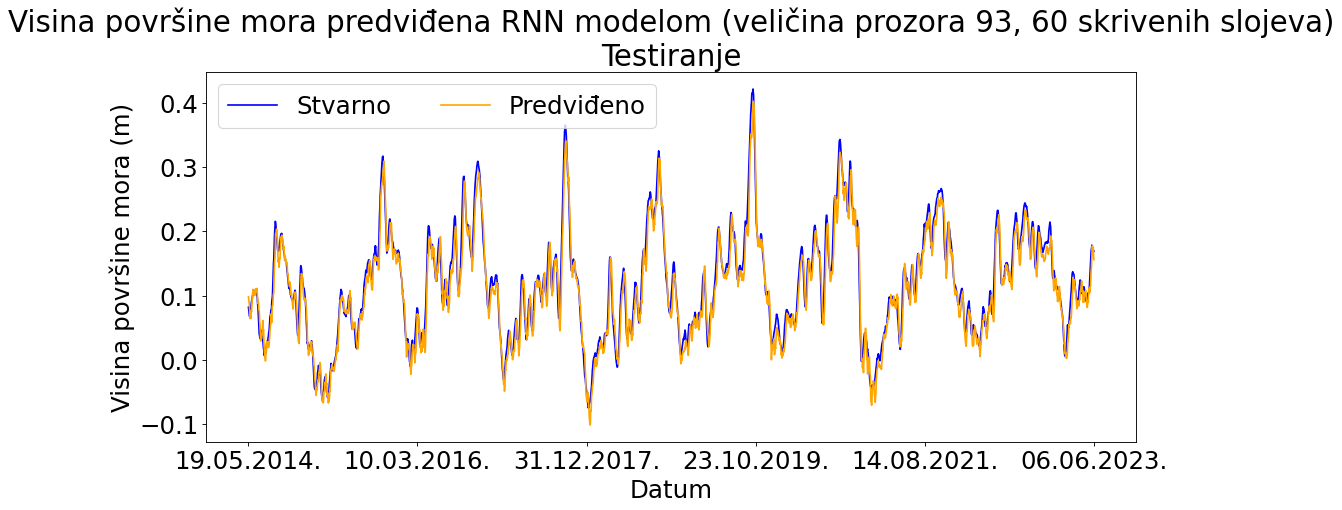 Visina površine mora predviđena RNN modelom (veličina prozora 93, 60 skrivenih slojeva)
Testiranje
Stvarno Predviđeno
Visina površine mora (m)
0.4
0.3
0.2
0.1
0.0
−0.1
19.05.2014. 10.03.2016. 31.12.2017. 23.10.2019. 14.08.2021. 06.06.2023.
Datum